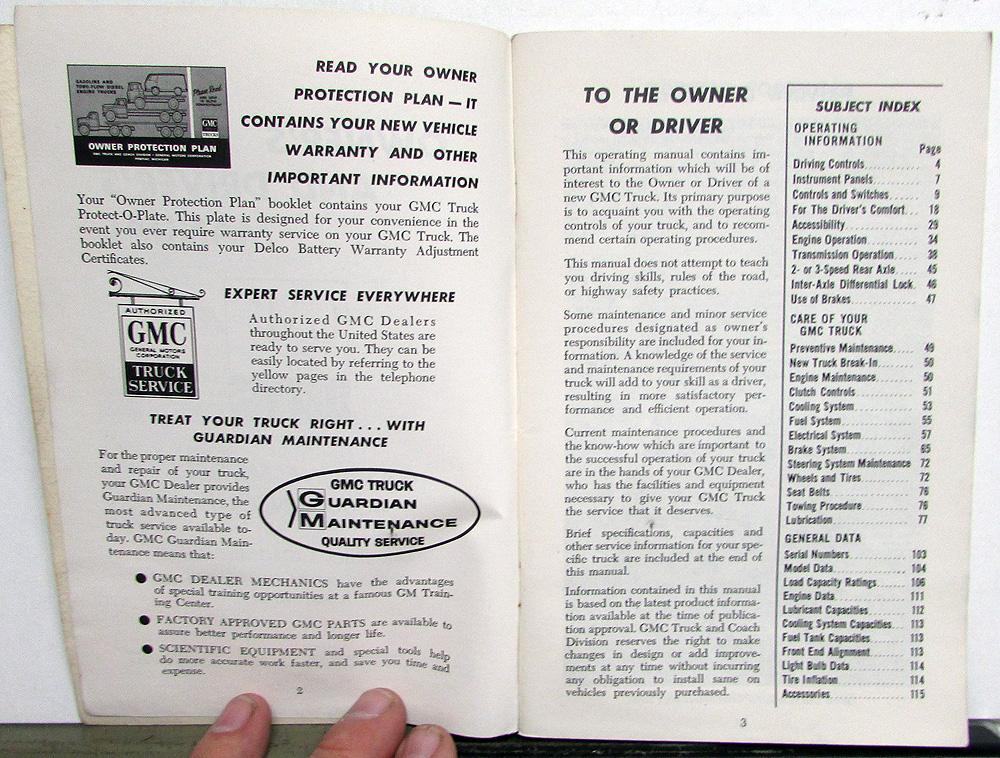 GASOLINE AND
TORO-FLOW DIESEL
ENGINE TRUCKS
Please Read
GMC
TRUCKS
OWNER PROTECTION PLAN
GMC TRUCK AND COACH DIVISION - GENERAL MOTORS CORPORATION
PONTIAC, MICHIGAN
READ YOUR OWNER
PROTECTION PLAN — IT
CONTAINS YOUR NEW VEHICLE
WARRANTY AND OTHER
IMPORTANT INFORMATION
Your "Owner Protection Plan" booklet contains your GMC Truck
Protect-O-Plate. This plate is designed for your convenience in the
event you ever require warranty service on your GMC Truck. The
booklet also contains your Delco Battery Warranty Adjustment
Certificates.
AUTHORIZED
GMC
GENERAL MOTORS
CORPORATION
TRUCK
SERVICE
EXPERT SERVICE EVERYWHERE
Authorized GMC Dealers
throughout the United States are
ready to serve you. They can be
easily located by referring to the
yellow pages in the telephone
directory.
TREAT YOUR TRUCK RIGHT . . . WITH
GUARDIAN MAINTENANCE
For the proper maintenance
and repair of your truck,
your GMC Dealer provides
Guardian Maintenance, the
most advanced type of
truck service available to-
day. GMC Guardian Main-
tenance means that:
GMC TRUCK
GUARDIAN
MAINTENANCE
QUALITY SERVICE
● GMC DEALER MECHANICS have the advantages
of special training opportunities at a famous GM Train-
ing Center.
● FACTORY APPROVED GMC PARTS are available to
assure better performance and longer life.
● SCIENTIFIC EQUIPMENT and special tools help
do more accurate work faster, and save you time and
expense.
2
TO THE OWNER
OR DRIVER
This operating manual contains im-
portant information which will be of
interest to the Owner or Driver of a
new GMC Truck. Its primary purpose
is to acquaint you with the operating
controls of your truck, and to recom-
mend certain operating procedures.
This manual does not attempt to teach
you driving skills, rules of the road,
or highway safety practices.
Some maintenance and minor service
procedures designated as owner's
responsibility are included for your in-
formation. A knowledge of the service
and maintenance requirements of your
truck will add to your skill as a driver,
resulting in more satisfactory per-
formance and efficient operation.
Current maintenance procedures and
the know-how which are important to
the successful operation of your truck
are in the hands of your GMC Dealer,
who has the facilities and equipment
necessary to give your GMC Truck
the service that it deserves.
Brief specifications, capacities and
other service information for your spe-
cific truck are included at the end of
this manual.
Information contained in this manual
is based on the latest product informa-
tion available at the time of publica-
tion approval. GMC Truck and Coach
Division reserves the right to make
changes in design or add improve-
ments at any time without incurring
any obligation to install same on
vehicles previously purchased.
SUBJECT INDEX
OPERATING
INFORMATION
Page
Driving Controls 4
Instrument Panels 7
Controls and Switches 9
For The Driver's Comfort 18
Accessibility 29
Engine Operation 34
Transmission Operation 38
2- or 3-Speed Rear Axle 45
Inter-Axle Differential Lock 46
Use of Brakes 47
CARE OF YOUR
GMC TRUCK
Preventive Maintenance 49
New Truck Break-In 50
Engine Maintenance 50
Clutch Controls 51
Cooling System 53
Fuel System 55
Electrical System 57
Brake System 65
Steering System Maintenance 72
Wheels and Tires 72
Seat Belts 76
Towing Procedure 76
Lubrication 77
GENERAL DATA
Serial Numbers 103
Model Data 104
Load Capacity Ratings 106
Engine Data 111
Lubricant Capacities 112
Cooling System Capacities 113
Fuel Tank Capacities 113
Front End Alignment 113
Light Bulb Data 114
Tire Inflation 114
Accessories 115
3